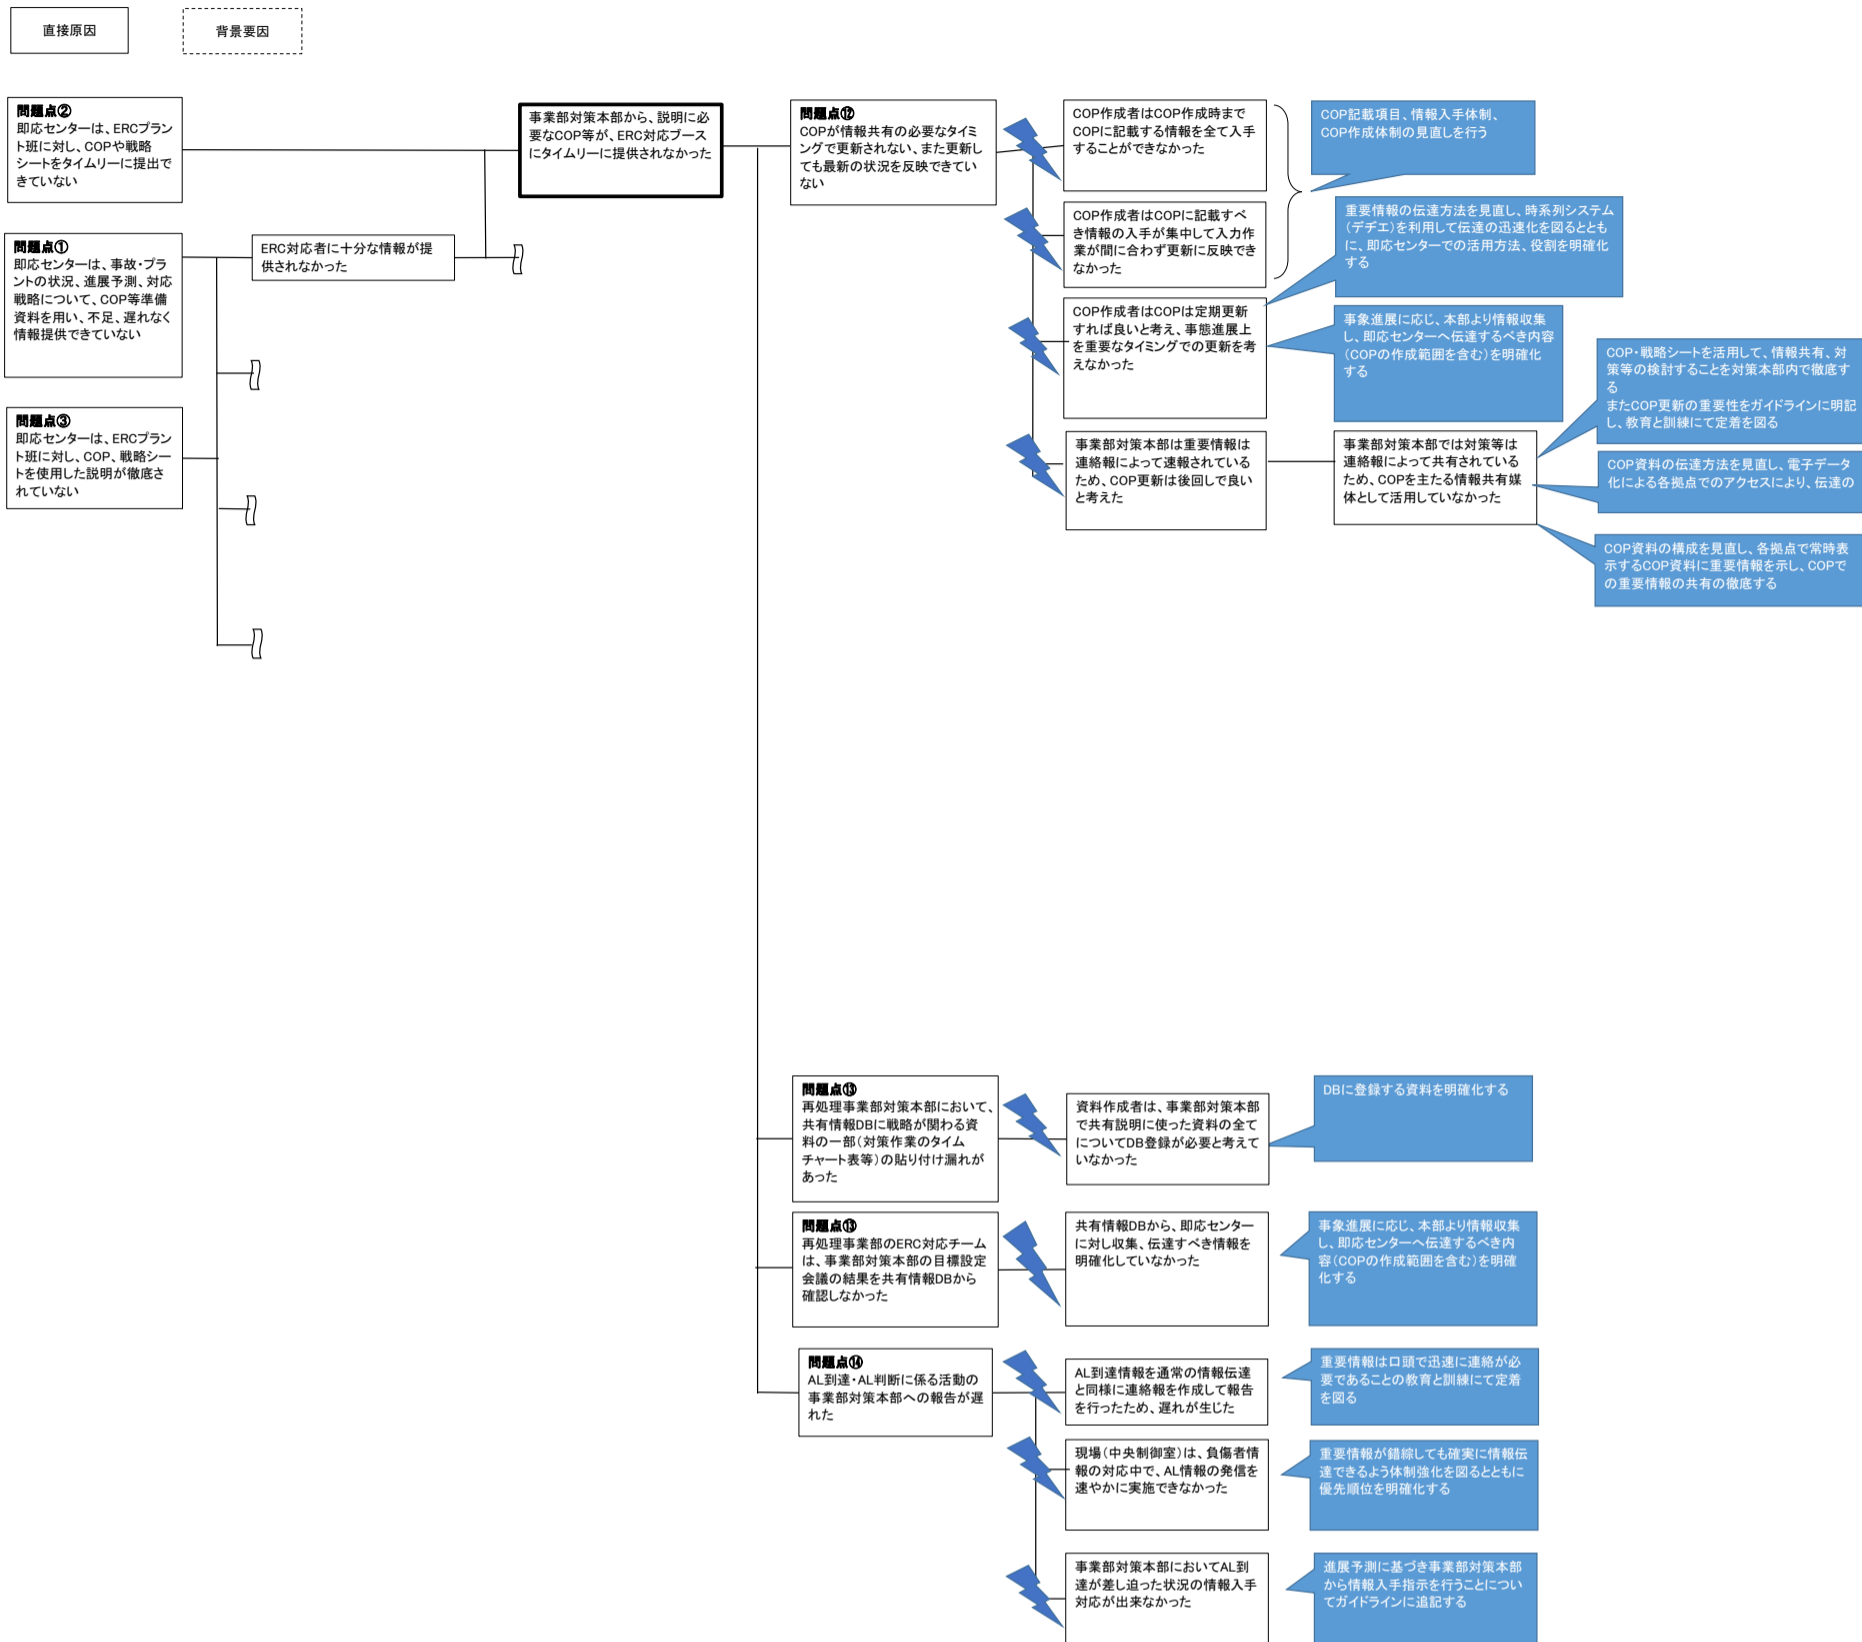 直接原因
背景要因
問題点②
即応センターは、ERCプラン
ト班に対し、COPや戦略
シートをタイムリーに提出で
きていない
問題点①
即応センターは、事故・プラ
ントの状況、進展予測、対応
戦略について、COP等準備
資料を用い、不足、遅れなく
情報提供できていない
問題点③
即応センターは、ERCプラン
ト班に対し、COP、戦略シー
トを使用した説明が徹底さ
れていない
ERC対応者に十分な情報が提
供されなかった
事業部対策本部から、説明に必
要なCOP等が、ERC対応ブース
にタイムリーに提供されなかった
問題点⑫
COPが情報共有の必要なタイミ
ングで更新されない、また更新し
ても最新の状況を反映できてい
ない
COP作成者はCOP作成時まで
COPに記載する情報を全て入手
することができなかった
COP作成者はCOPに記載すべ
き情報の入手が集中して入力作
業が間に合わず更新に反映でき
なかった
COP作成者はCOPは定期更新
すれば良いと考え、事態進展上
を重要なタイミングでの更新を考
えなかった
事業部対策本部は重要情報は
連絡報によって速報されている
ため、COP更新は後回しで良い
と考えた
事業部対策本部では対策等は
連絡報によって共有されている
ため、COPを主たる情報共有媒
体として活用していなかった
COP記載項目、情報入手体制、
COP作成体制の見直しを行う
重要情報の伝達方法を見直し、時系列システム
(デヂエ)を利用して伝達の迅速化を図るととも
に、即応センターでの活用方法、役割を明確化
する
事象進展に応じ、本部より情報収集
し、即応センターへ伝達するべき内容
(COPの作成範囲を含む)を明確化
する
COP・戦略シートを活用して、情報共有、対
策等の検討することを対策本部内で徹底す
る
またCOP更新の重要性をガイドラインに明記
し、教育と訓練にて定着を図る
COP資料の伝達方法を見直し、電子データ
化による各拠点でのアクセスにより、伝達の
COP資料の構成を見直し、各拠点で常時表
示するCOP資料に重要情報を示し、COPで
の重要情報の共有の徹底する
問題点⑬
再処理事業部対策本部において、
共有情報DBに戦略が関わる資
料の一部(対策作業のタイム
チャート表等)の貼り付け漏れが
あった
資料作成者は、事業部対策本部
で共有説明に使った資料の全て
についてDB登録が必要と考えて
いなかった
DBに登録する資料を明確化する
問題点⑬
再処理事業部のERC対応チーム
は、事業部対策本部の目標設定
会議の結果を共有情報DBから
確認しなかった
共有情報DBから、即応センター
に対し収集、伝達すべき情報を
明確化していなかった
事象進展に応じ、本部より情報収集
し、即応センターへ伝達するべき内
容(COPの作成範囲を含む)を明確
化する
問題点⑭
AL到達・AL判断に係る活動の
事業部対策本部への報告が遅
れた
AL到達情報を通常の情報伝達
と同様に連絡報を作成して報告
を行ったため、遅れが生じた
重要情報は口頭で迅速に連絡が必
要であることの教育と訓練にて定着
を図る
現場(中央制御室)は、負傷者情
報の対応中で、AL情報の発信を
速やかに実施できなかった
重要情報が錯綜しても確実に情報伝
達できるよう体制強化を図るとともに
優先順位を明確化する
事業部対策本部においてAL到
達が差し迫った状況の情報入手
対応が出来なかった
進展予測に基づき事業部対策本部
から情報入手指示を行うことについ
てガイドラインに追記する